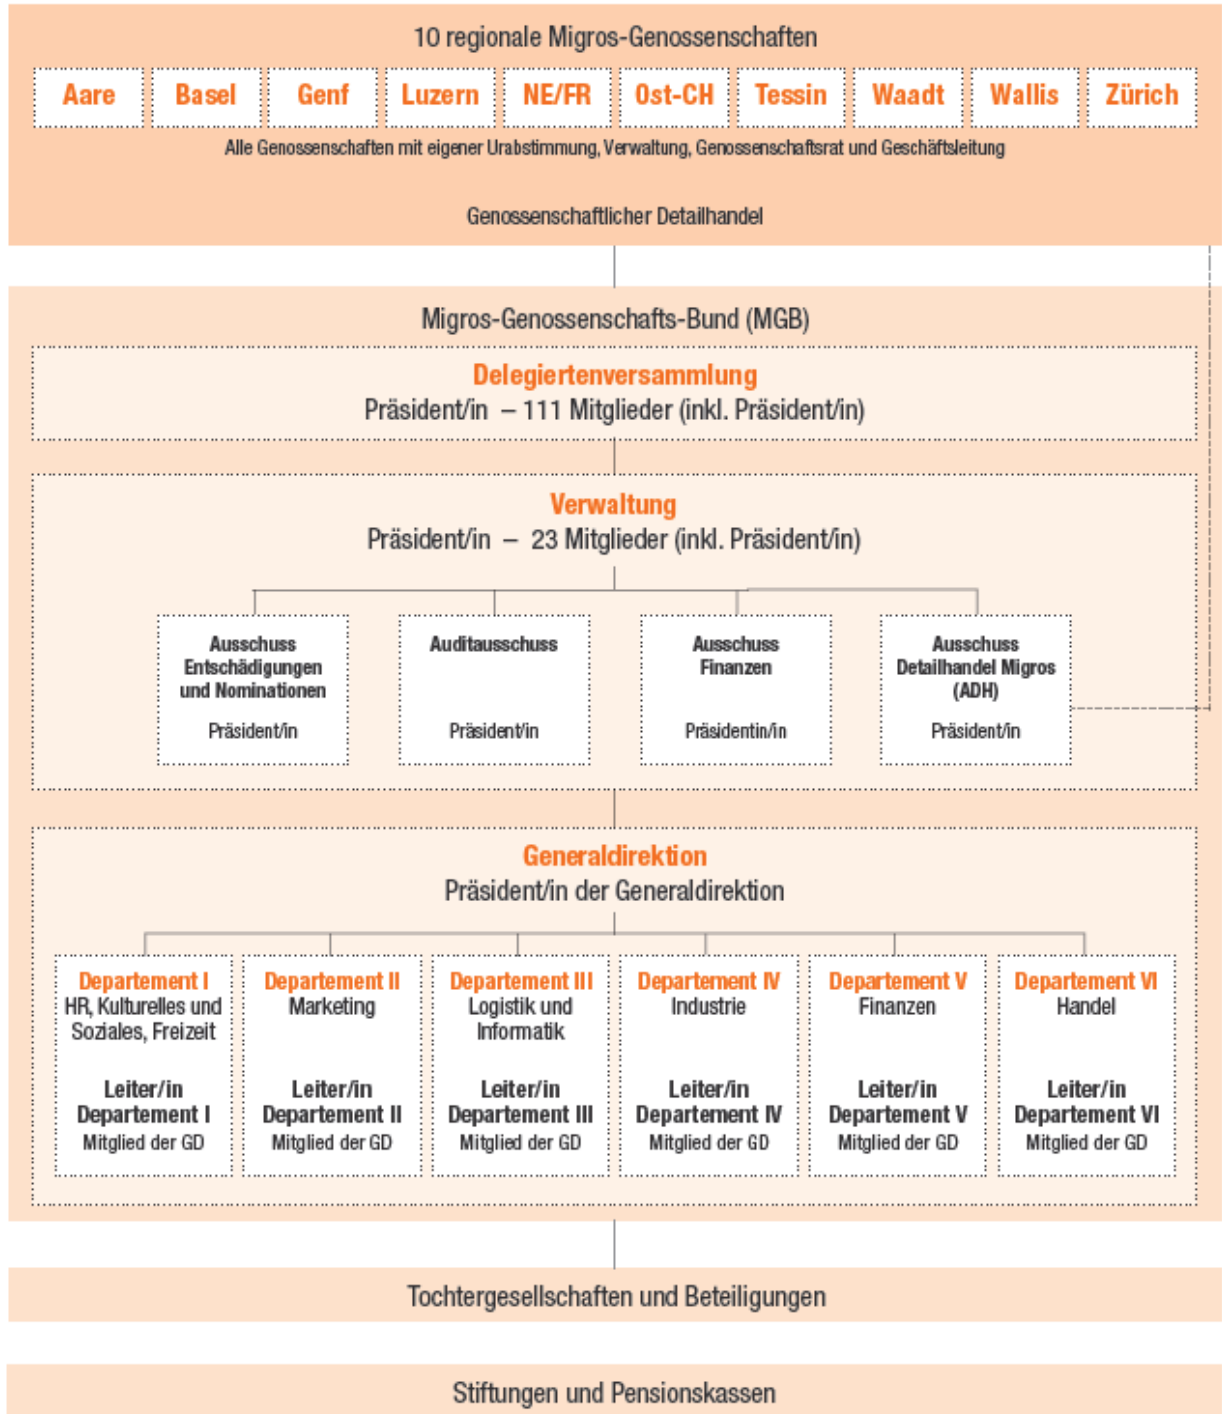 10 regionale Migros-Genossenschaften
Aare Basel Genf Luzern NE/FR Ost-CH Tessin Waadt Wallis Zürich
Alle Genossenschaften mit eigener Urabstimmung, Verwaltung, Genossenschaftsrat und Geschäftsleitung
Genossenschaftlicher Detailhandel
Migros-Genossenschafts-Bund (MGB)
Delegiertenversammlung
Präsident/in – 111 Mitglieder (inkl. Präsident/in)
Verwaltung
Präsident/in – 23 Mitglieder (inkl. Präsident/in)
Ausschuss
Entschädigungen
und Nominationen
Präsident/in
Auditausschuss
Präsident/in
Ausschuss
Finanzen
Präsidentin/in
Ausschuss
Detailhandel Migros
(ADH)
Präsident/in
Generaldirektion
Präsident/in der Generaldirektion
Departement I
HR, Kulturelles und
Soziales, Freizeit
Leiter/in
Departement I
Mitglied der GD
Departement II
Marketing
Leiter/in
Departement II
Mitglied der GD
Departement III
Logistik und
Informatik
Leiter/in
Departement III
Mitglied der GD
Departement IV
Industrie
Leiter/in
Departement IV
Mitglied der GD
Departement V
Finanzen
Leiter/in
Departement V
Mitglied der GD
Departement VI
Handel
Leiter/in
Departement VI
Mitglied der GD
Tochtergesellschaften und Beteiligungen
Stiftungen und Pensionskassen